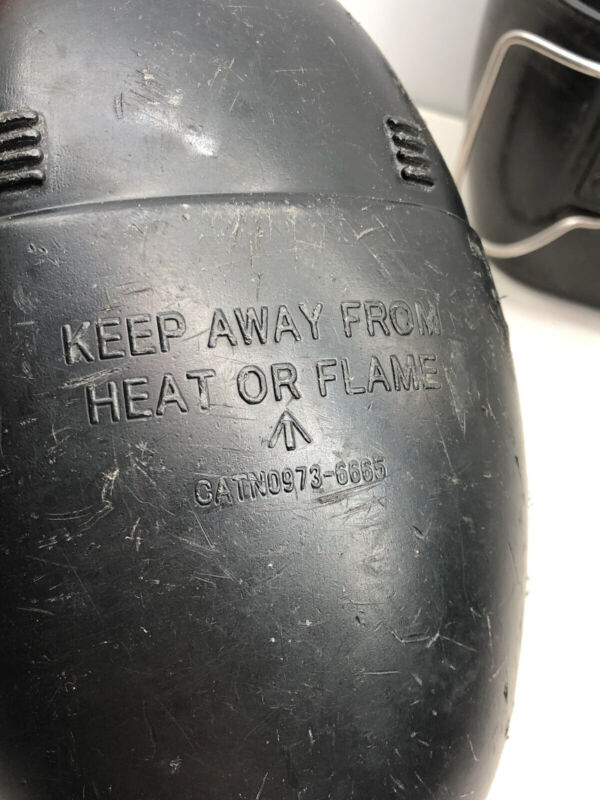 KEEP AWAY FROM
HEAT OR FLAME
CATN0973-6665